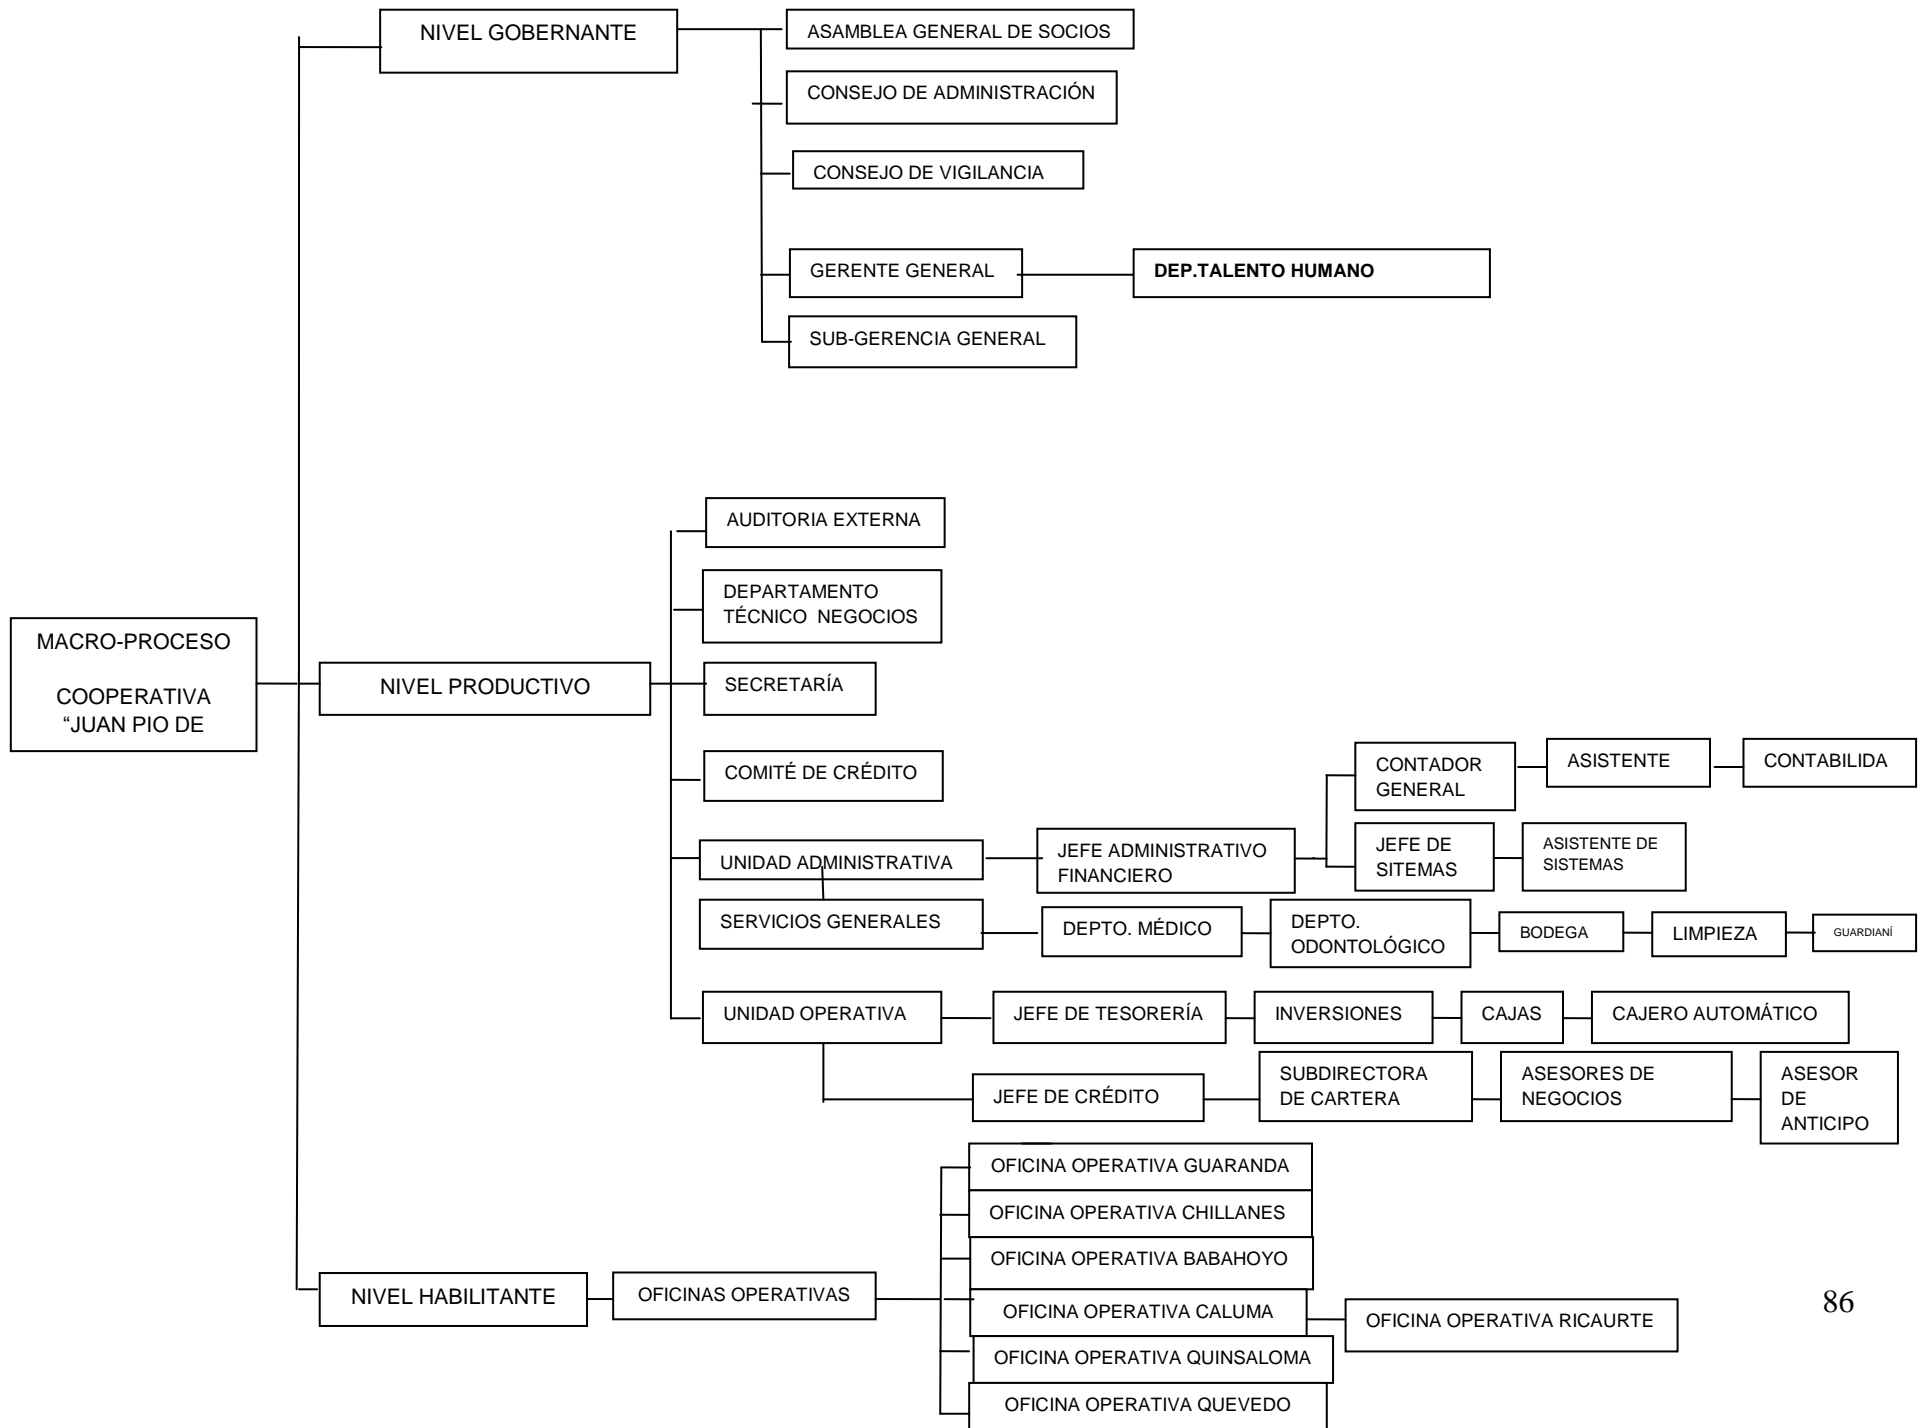 NIVEL GOBERNANTE
ASAMBLEA GENERAL DE SOCIOS
CONSEJO DE ADMINISTRACIÓN
CONSEJO DE VIGILANCIA
GERENTE GENERAL
DEP.TALENTO HUMANO
SUB-GERENCIA GENERAL
MACRO-PROCESO
COOPERATIVA
“JUAN PIO DE
NIVEL PRODUCTIVO
AUDITORIA EXTERNA
DEPARTAMENTO
TÉCNICO NEGOCIOS
SECRETARÍA
COMITÉ DE CRÉDITO
UNIDAD ADMINISTRATIVA
JEFE ADMINISTRATIVO
FINANCIERO
CONTADOR
GENERAL
ASISTENTE
CONTABILIDA
JEFE DE
SITEMAS
ASISTENTE DE
SISTEMAS
SERVICIOS GENERALES
DEPTO. MÉDICO
DEPTO.
ODONTOLÓGICO
BODEGA
LIMPIEZA
GUARDIANÍ
UNIDAD OPERATIVA
JEFE DE TESORERÍA
INVERSIONES
CAJAS
CAJERO AUTOMÁTICO
JEFE DE CRÉDITO
SUBDIRECTORA
DE CARTERA
ASESORES DE
NEGOCIOS
ASESOR
DE
ANTICIPO
NIVEL HABILITANTE
OFICINAS OPERATIVAS
OFICINA OPERATIVA GUARANDA
OFICINA OPERATIVA CHILLANES
OFICINA OPERATIVA BABAHOYO
OFICINA OPERATIVA CALUMA
OFICINA OPERATIVA RICAURTE
OFICINA OPERATIVA QUINSALOMA
OFICINA OPERATIVA QUEVEDO
86